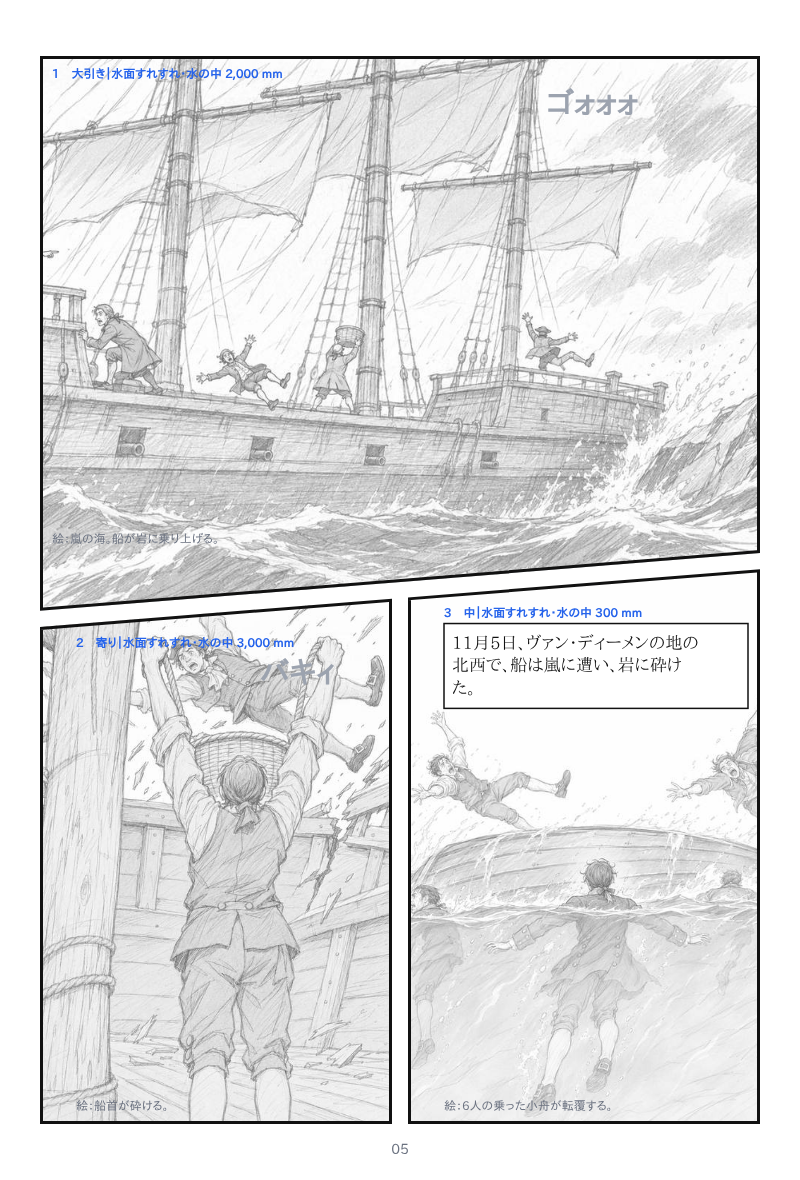 1 大引き|水面すれすれ・水の中 2,000 mm
ゴォォォ
絵：嵐の海。船が岩に乗り上げる。
2 寄り|水面すれすれ・水の中 3,000 mm
バキィ
絵：船首が砕ける。
3 中|水面すれすれ・水の中 300 mm
11月5日、ヴァン・ディーメンの地の
北西で、船は嵐に遭い、岩に砕け
た。
絵：6人の乗った小舟が転覆する。
05